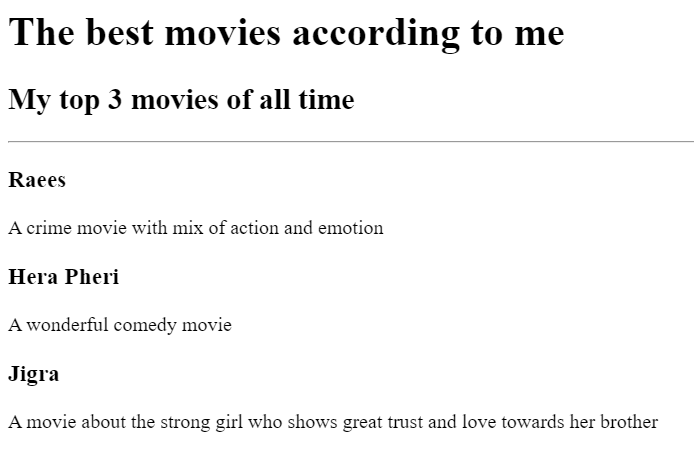 The best movies according to me
My top 3 movies of all time
Raees
A crime movie with mix of action and emotion
Hera Pheri
A wonderful comedy movie
Jigra
A movie about the strong girl who shows great trust and love towards her brother